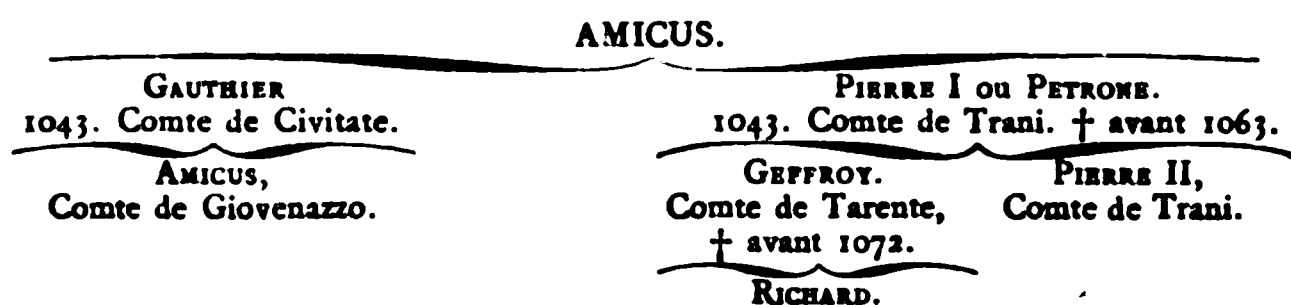 AMICUS.
GAUTHIER
1043. Comte de Civitate.
PIERRE I ou PETRONE.
1043. Comte de Trani. † avant 1063.
AMICUS,
Comte de Giovenazzo.
GEFFROY.
Comte de Tarente,
† avant 1072.
PIERRE II,
Comte de Trani.
RICHARD.